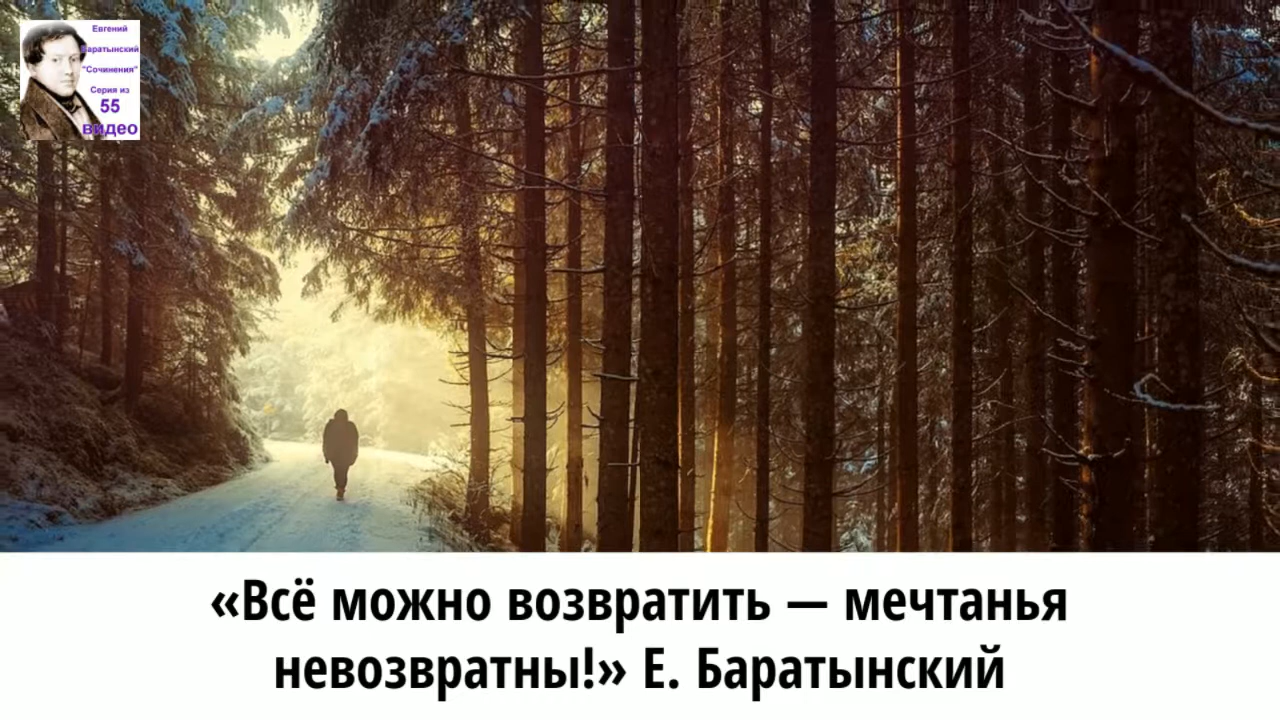 Евгений
Баратынский
"Сочинения"
Серия из
55
видео
«Всё можно возвратить — мечтанья
невозвратны!» Е. Баратынский